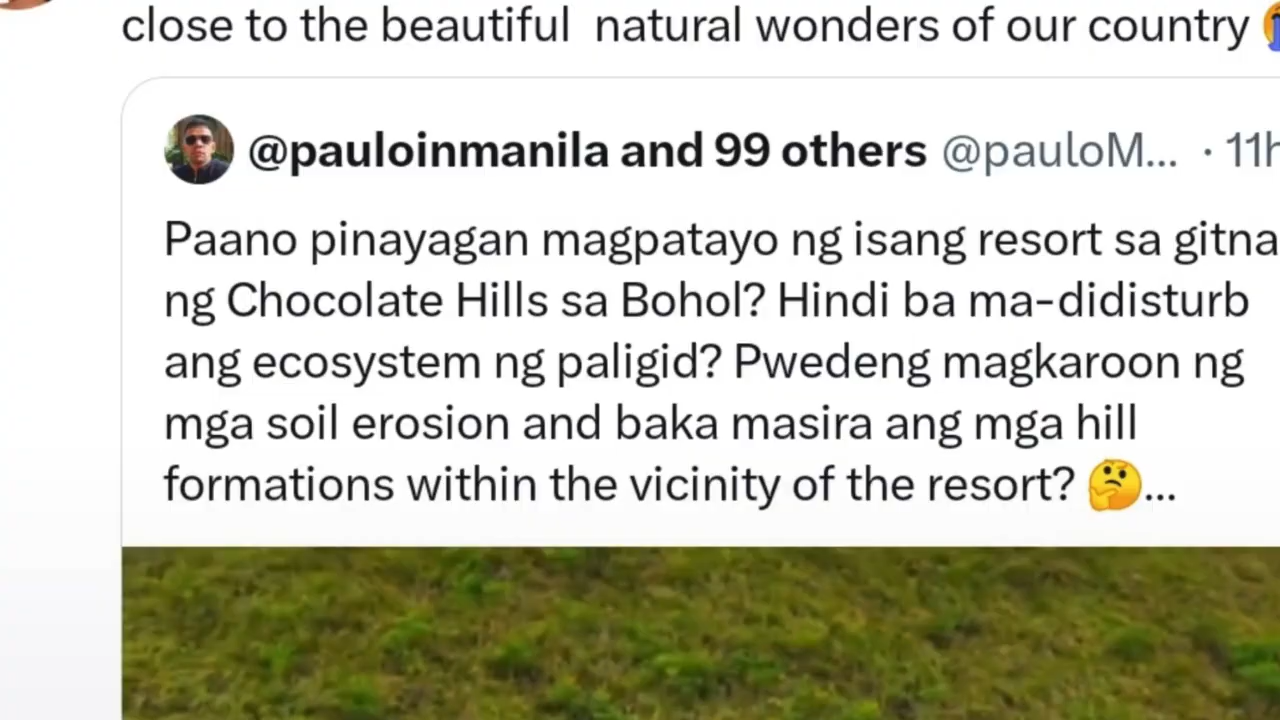 close to the beautiful natural wonders of our country
@pauloinmanila and 99 others @pauloM... · 11h
Paano pinayagan magpatayo ng isang resort sa gitna
ng Chocolate Hills sa Bohol? Hindi ba ma-didisturb
ang ecosystem ng paligid? Pwedeng magkaroon ng
mga soil erosion and baka masira ang mga hill
formations within the vicinity of the resort? 🤔...